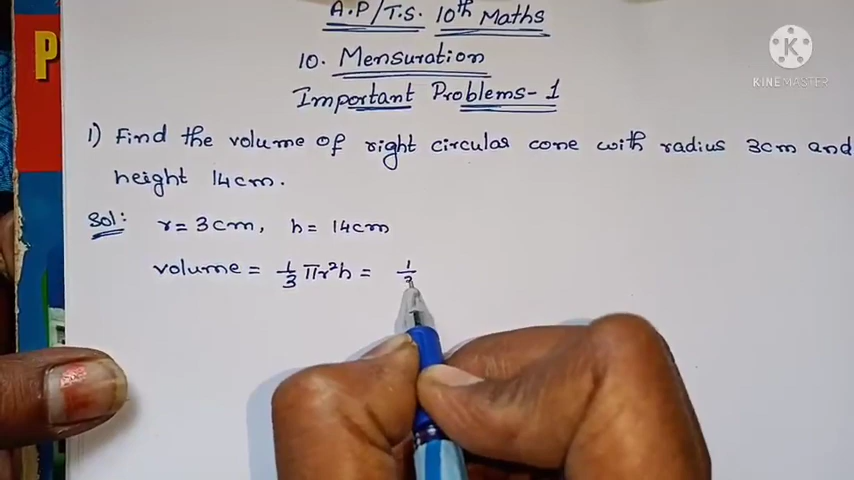 A.P/T.S. 10th Maths
10. Mensuration
Important Problems-1
1) Find the volume of right circular cone with radius 3cm and
height 14cm.
Sol: r = 3cm, h = 14cm
volume = 1/3 πr²h = 1/3
P
K
KINEMASTER